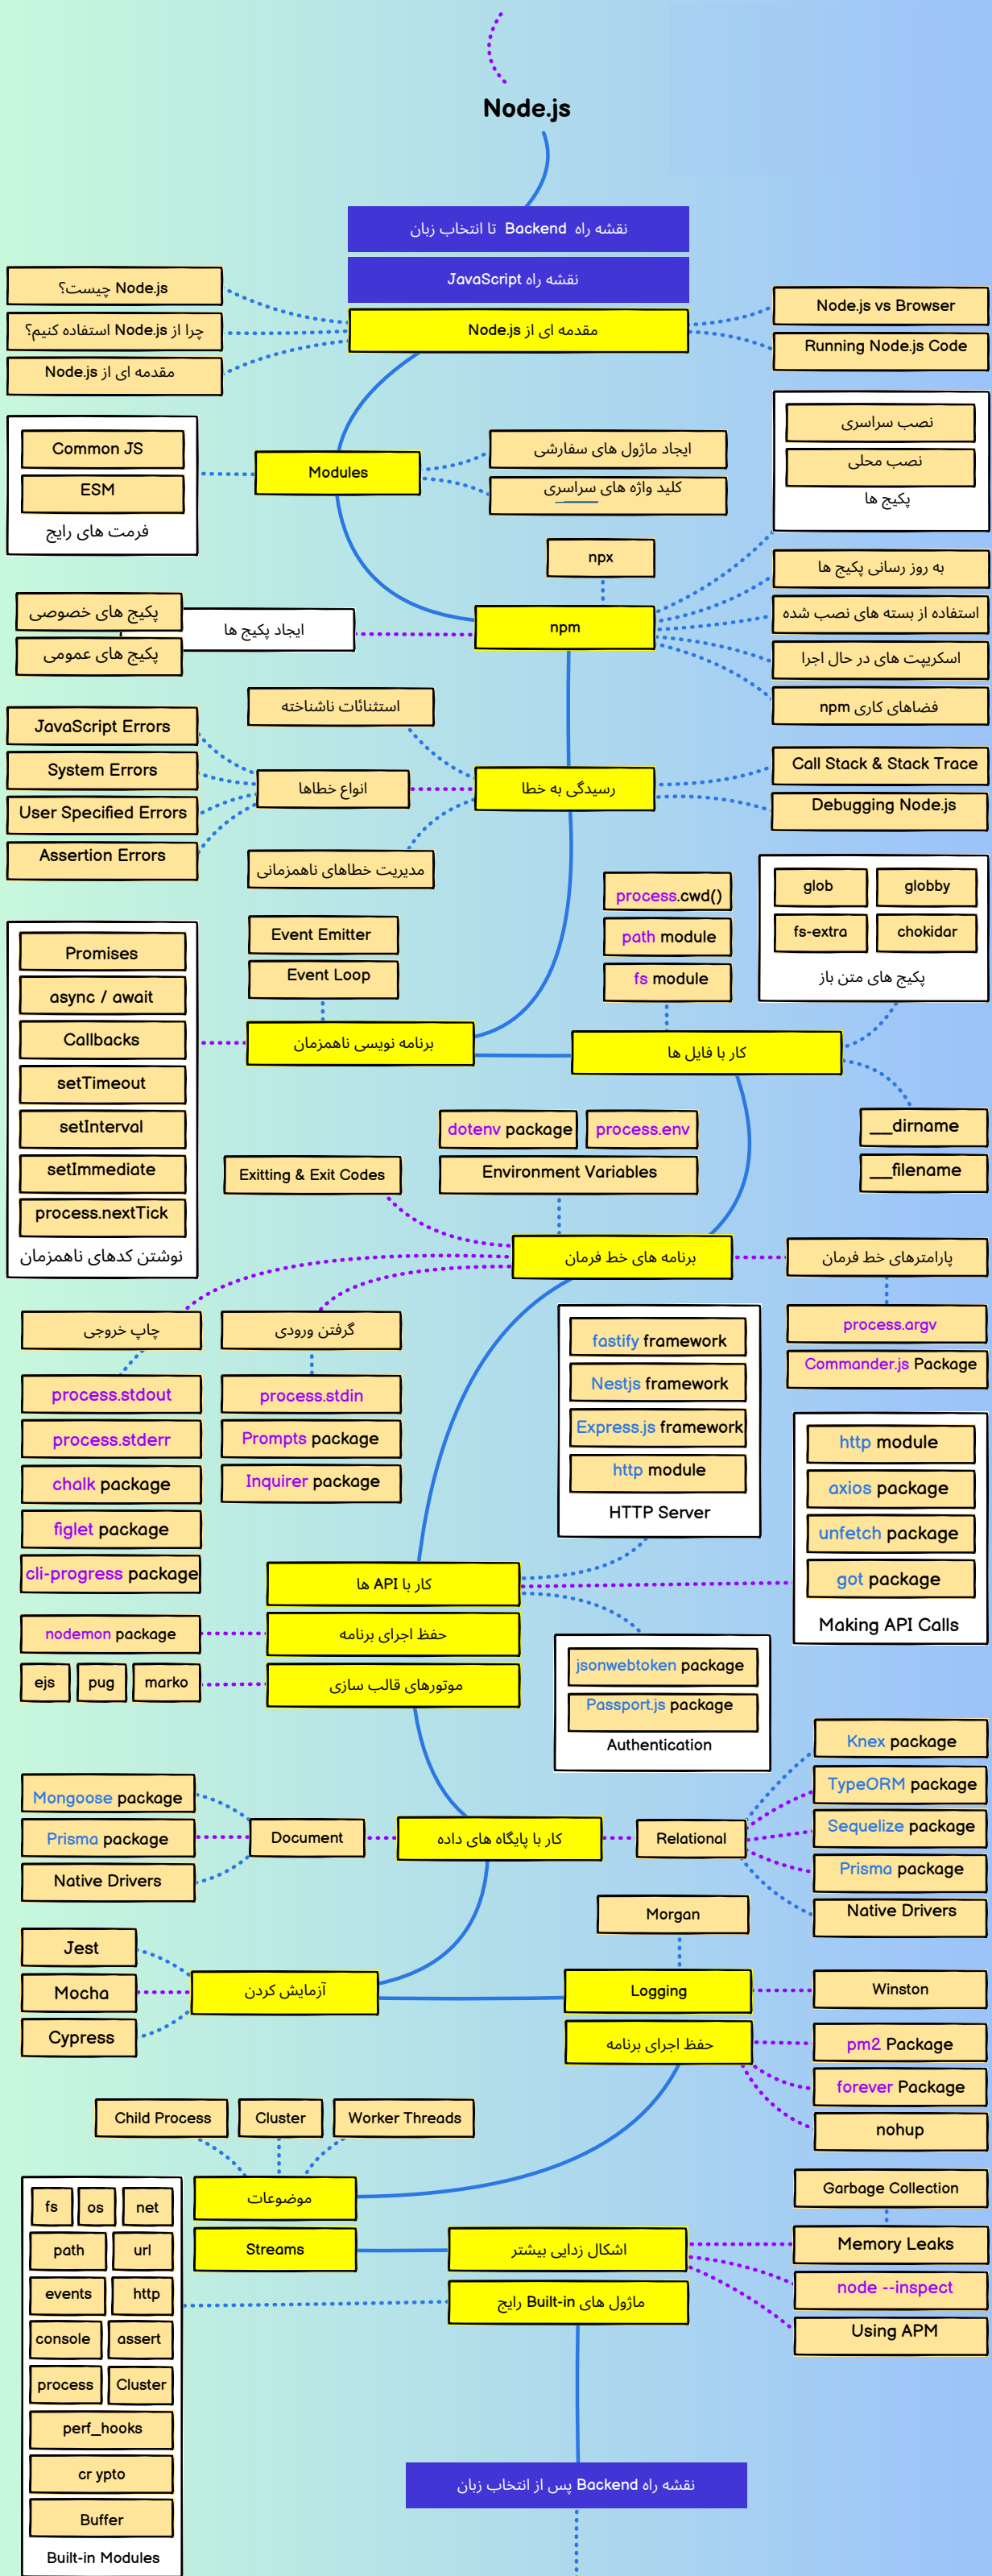 Node.js
نقشه راه Backend تا انتخاب زبان
نقشه راه JavaScript
مقدمه ای از Node.js
Node.js چیست؟
چرا از Node.js استفاده کنیم؟
مقدمه ای از Node.js
Node.js vs Browser
Running Node.js Code
Modules
Common JS
ESM
فرمت های رایج
ایجاد ماژول های سفارشی
کلید واژه های سراسری
نصب سراسری
نصب محلی
پکیج ها
npx
npm
به روز رسانی پکیج ها
استفاده از بسته های نصب شده
اسکریپت های در حال اجرا
فضاهای کاری npm
ایجاد پکیج ها
پکیج های خصوصی
پکیج های عمومی
استثنائات ناشناخته
رسیدگی به خطا
انواع خطاها
JavaScript Errors
System Errors
User Specified Errors
Assertion Errors
مدیریت خطاهای ناهمزمانی
Call Stack & Stack Trace
Debugging Node.js
Event Emitter
Event Loop
برنامه نویسی ناهمزمان
Promises
async / await
Callbacks
setTimeout
setInterval
setImmediate
process.nextTick
نوشتن کدهای ناهمزمان
process.cwd()
path module
fs module
کار با فایل ها
glob
globby
fs-extra
chokidar
پکیج های متن باز
___dirname
___filename
dotenv package
process.env
Environment Variables
Exitting & Exit Codes
برنامه های خط فرمان
پارامترهای خط فرمان
process.argv
Commander.js Package
چاپ خروجی
process.stdout
process.stderr
chalk package
figlet package
cli-progress package
گرفتن ورودی
process.stdin
Prompts package
Inquirer package
fastify framework
Nestjs framework
Express.js framework
http module
HTTP Server
http module
axios package
unfetch package
got package
Making API Calls
کار با API ها
حفظ اجرای برنامه
nodemon package
موتورهای قالب سازی
ejs
pug
marko
jsonwebtoken package
Passport.js package
Authentication
کار با پایگاه های داده
Document
Mongoose package
Prisma package
Native Drivers
Relational
Knex package
TypeORM package
Sequelize package
Prisma package
Native Drivers
آزمایش کردن
Jest
Mocha
Cypress
Morgan
Logging
Winston
حفظ اجرای برنامه
pm2 Package
forever Package
nohup
Child Process
Cluster
Worker Threads
موضوعات
Streams
اشکال زدایی بیشتر
Garbage Collection
Memory Leaks
node --inspect
Using APM
ماژول های Built-in رایج
fs
os
net
path
url
events
http
console
assert
process
Cluster
perf_hooks
cr ypto
Buffer
Built-in Modules
نقشه راه Backend پس از انتخاب زبان